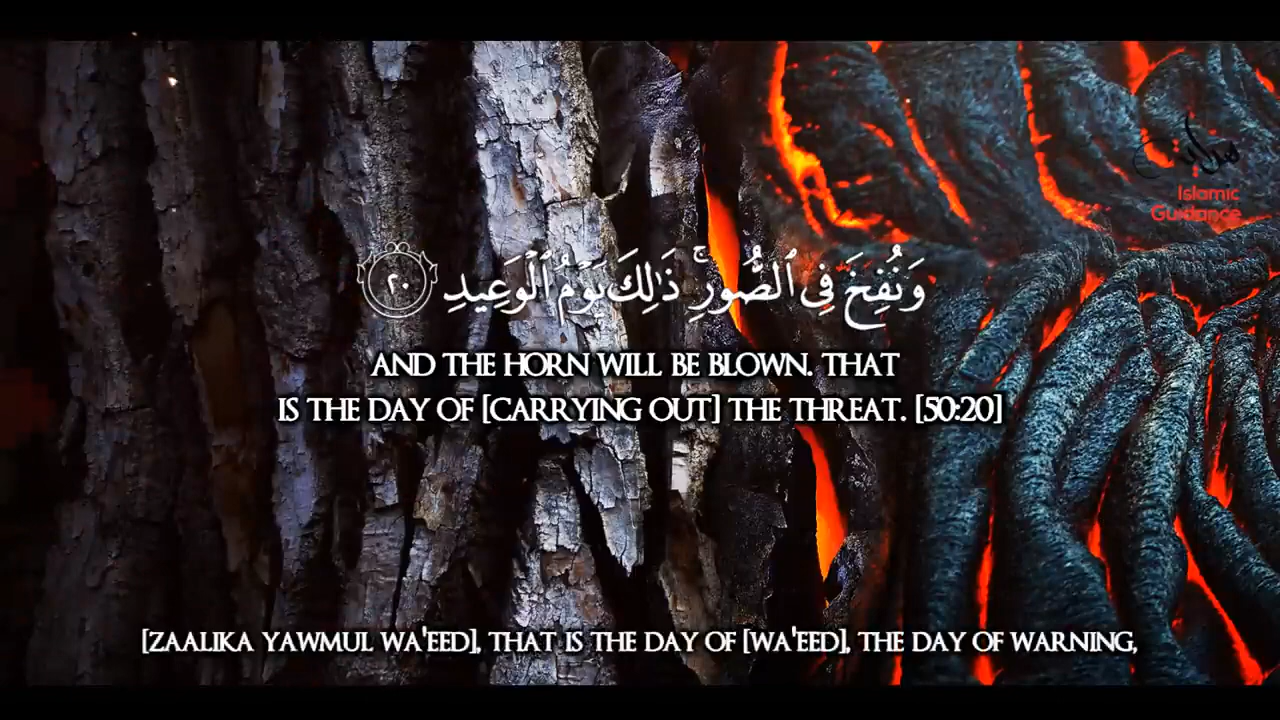 هداية
Islamic
Guidance
وَنُفِخَ فِي ٱلصُّورِ ۚ ذَٰلِكَ يَوْمُ ٱلْوَعِيدِ ٢٠
AND THE HORN WILL BE BLOWN. THAT
IS THE DAY OF [CARRYING OUT] THE THREAT. [50:20]
[ZAALIKA YAWMUL WA'EED], THAT IS THE DAY OF [WA'EED], THE DAY OF WARNING,